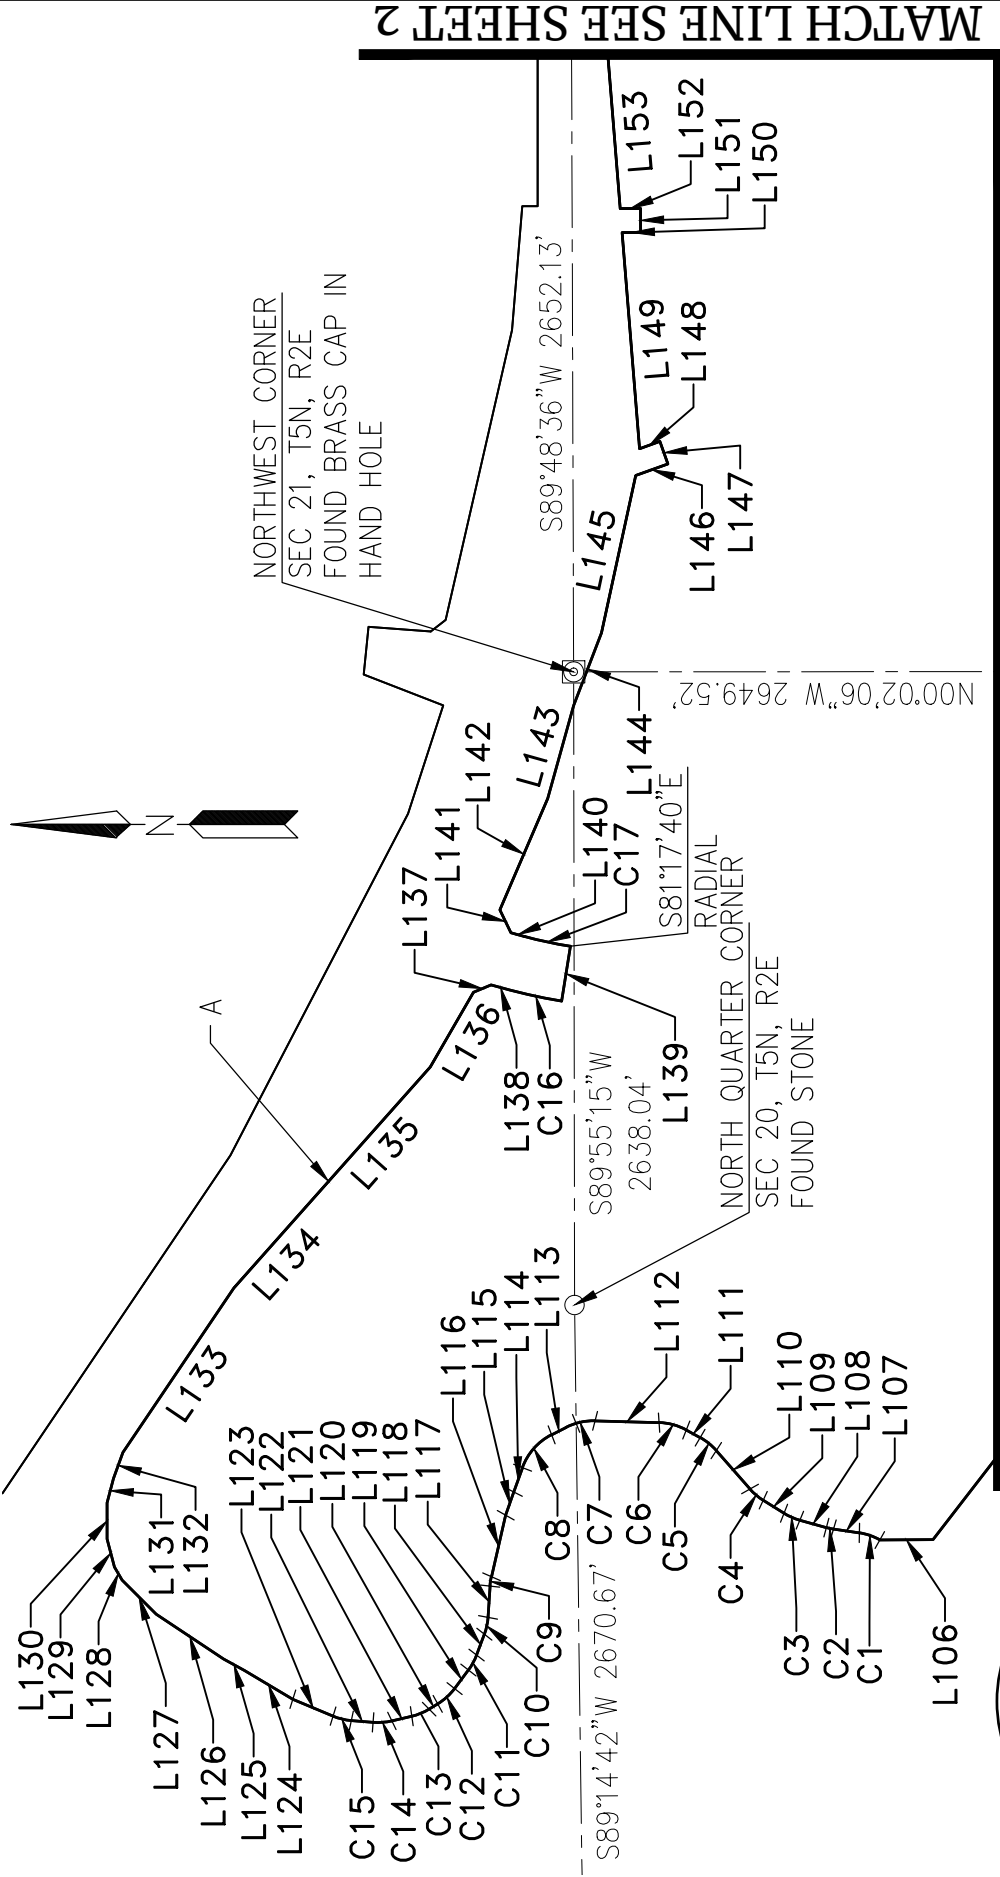 MATCH LINE SEE SHEET 2
L153
L152
L151
L150
NORTHWEST CORNER
SEC 21, T5N, R2E
FOUND BRASS CAP IN
HAND HOLE
S89°48'36"W 2652.13'
L149
L148
L147
L146
L145
N00°02'06"W 2649.52'
L144
L143
L142
L141
L140
C17
L137
S81°17'40"E
RADIAL
N
A
L136
L138
C16
L139
L135
S89°55'15"W
2638.04'
NORTH QUARTER CORNER
SEC 20, T5N, R2E
FOUND STONE
L134
L133
L113
L114
L115
L116
L112
L111
L110
L109
L108
L107
L117
L118
L119
L120
L121
L122
L123
L131
L132
L130
L129
L128
L127
L126
L125
L124
C15
C14
C13
C12
C11
C10
C9
C8
C7
C6
C5
C4
C3
C2
C1
L106
S89°14'42"W 2670.67'